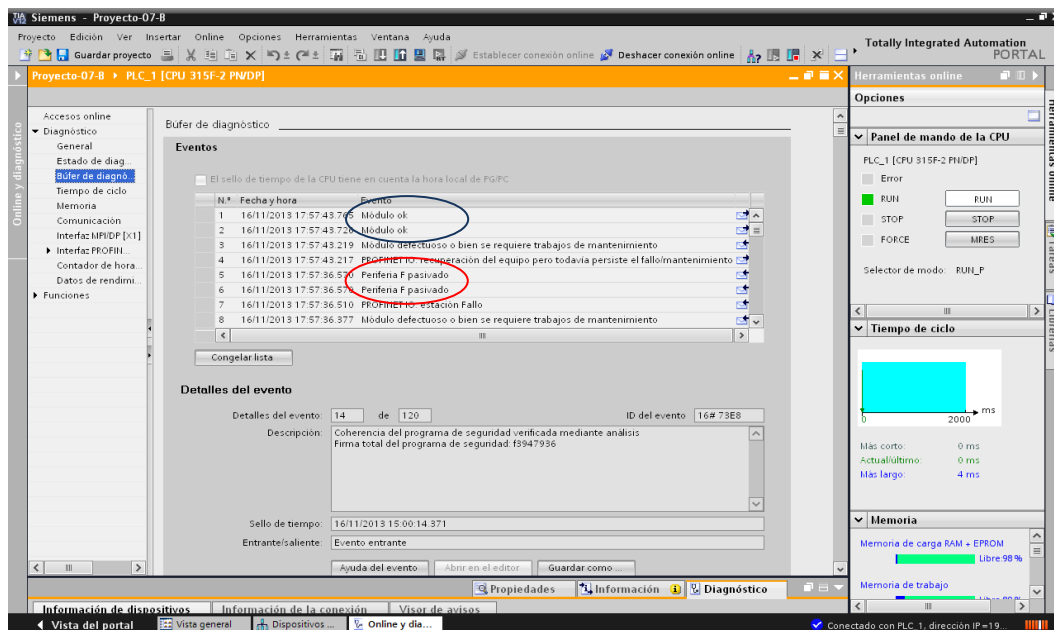 Siemens - Proyecto-07-B
Proyecto Edición Ver Insertar Online Opciones Herramientas Ventana Ayuda
Guardar proyecto Establecer conexión online Deshacer conexión online
Totally Integrated Automation
PORTAL
Proyecto-07-B PLC_1 [CPU 315F-2 PN/DP]
Herramientas online
Opciones
Online y diagnóstico
Accesos online
Diagnóstico
General
Estado de diag...
Búfer de diagnó...
Tiempo de ciclo
Memoria
Comunicación
Interfaz MPI/DP [X1]
Interfaz PROFIN...
Contador de hora...
Datos de rendimi...
Funciones
Búfer de diagnóstico
Eventos
El sello de tiempo de la CPU tiene en cuenta la hora local de PG/PC
N.° Fecha y hora Evento
1 16/11/2013 17:57:43.765 Módulo ok
2 16/11/2013 17:57:43.720 Módulo ok
3 16/11/2013 17:57:43.219 Módulo defectuoso o bien se requiere trabajos de mantenimiento
4 16/11/2013 17:57:43.217 PROFINET IO: recuperación del equipo pero todavía persiste el fallo/mantenimiento
5 16/11/2013 17:57:36.570 Periferia F pasivado
6 16/11/2013 17:57:36.570 Periferia F pasivado
7 16/11/2013 17:57:36.510 PROFINET IO: estación Fallo
8 16/11/2013 17:57:36.377 Módulo defectuoso o bien se requiere trabajos de mantenimiento
Congelar lista
Detalles del evento
Detalles del evento: 14 de 120 ID del evento 16# 73E8
Descripción: Coherencia del programa de seguridad verificada mediante análisis
Firma total del programa de seguridad: f3947936
Sello de tiempo: 16/11/2013 15:00:14.371
Entrante/saliente: Evento entrante
Ayuda del evento Abrir en el editor Guardar como ...
Panel de mando de la CPU
PLC_1 [CPU 315F-2 PN/DP]
Error
RUN RUN
STOP STOP
FORCE MRES
Selector de modo: RUN_P
Tiempo de ciclo
0 2000 ms
Más corto: 0 ms
Actual/último: 0 ms
Más largo: 4 ms
Memoria
Memoria de carga RAM + EPROM
Libre:98 %
Memoria de trabajo
Herramientas online
Tareas
Librerías
Propiedades Información Diagnóstico
Información de dispositivos Información de la conexión Visor de avisos
Vista del portal Vista general Dispositivos ... Online y dia...
Conectado con PLC_1, dirección IP=19...